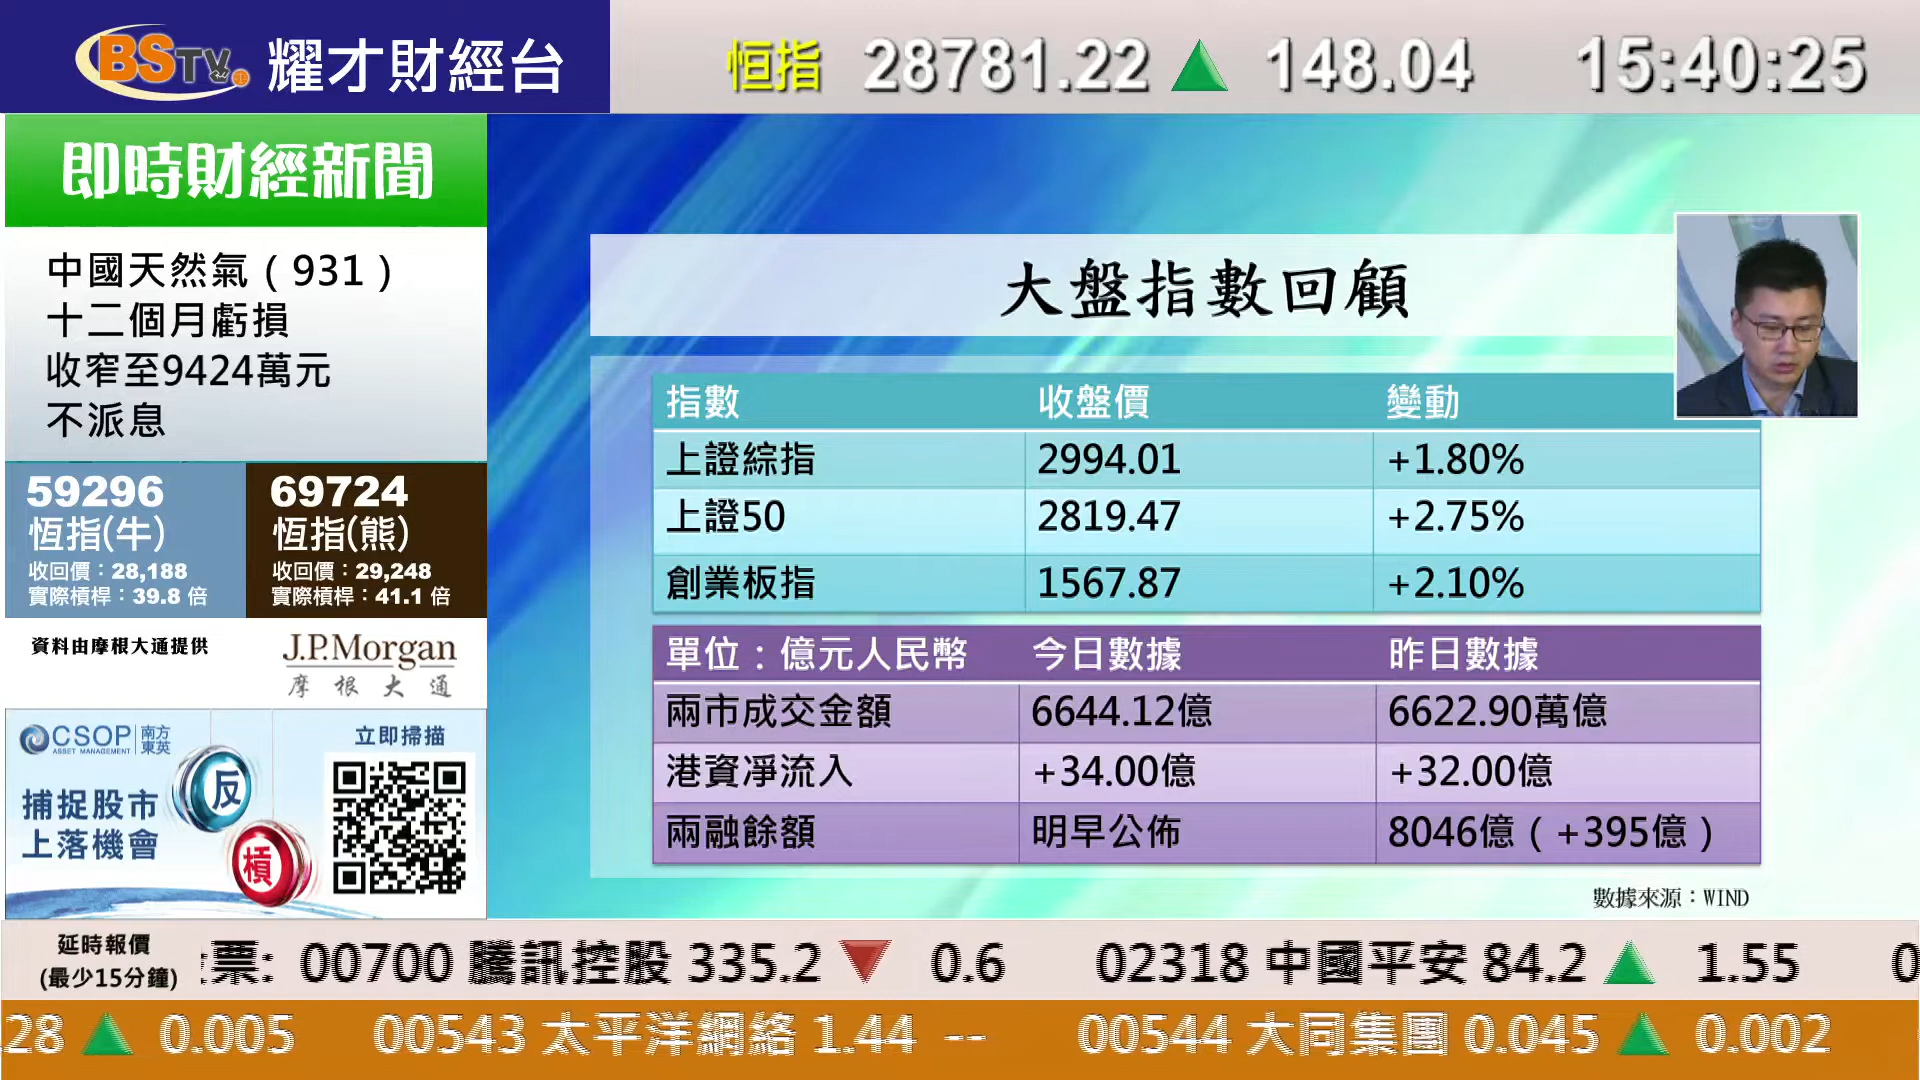 BSTV 耀才財經台
恒指 28781.22 ▲ 148.04 15:40:25
即時財經新聞
中國天然氣（931）
十二個月虧損
收窄至9424萬元
不派息
59296
恆指(牛)
收回價：28,188
實際槓桿：39.8 倍
69724
恆指(熊)
收回價：29,248
實際槓桿：41.1 倍
資料由摩根大通提供
J.P.Morgan
摩根大通
CSOP
ASSET MANAGEMENT
南方
東英
立即掃描
捕捉股市
上落機會
反
槓
大盤指數回顧
指數 收盤價 變動
上證綜指 2994.01 +1.80%
上證50 2819.47 +2.75%
創業板指 1567.87 +2.10%
單位：億元人民幣 今日數據 昨日數據
兩市成交金額 6644.12億 6622.90萬億
港資凈流入 +34.00億 +32.00億
兩融餘額 明早公佈 8046億（+395億）
數據來源：WIND
延時報價
(最少15分鐘)
票: 00700 騰訊控股 335.2 ▼ 0.6 02318 中國平安 84.2 ▲ 1.55 0
.28 ▲ 0.005 00543 太平洋網絡 1.44 -- 00544 大同集團 0.045 ▲ 0.002